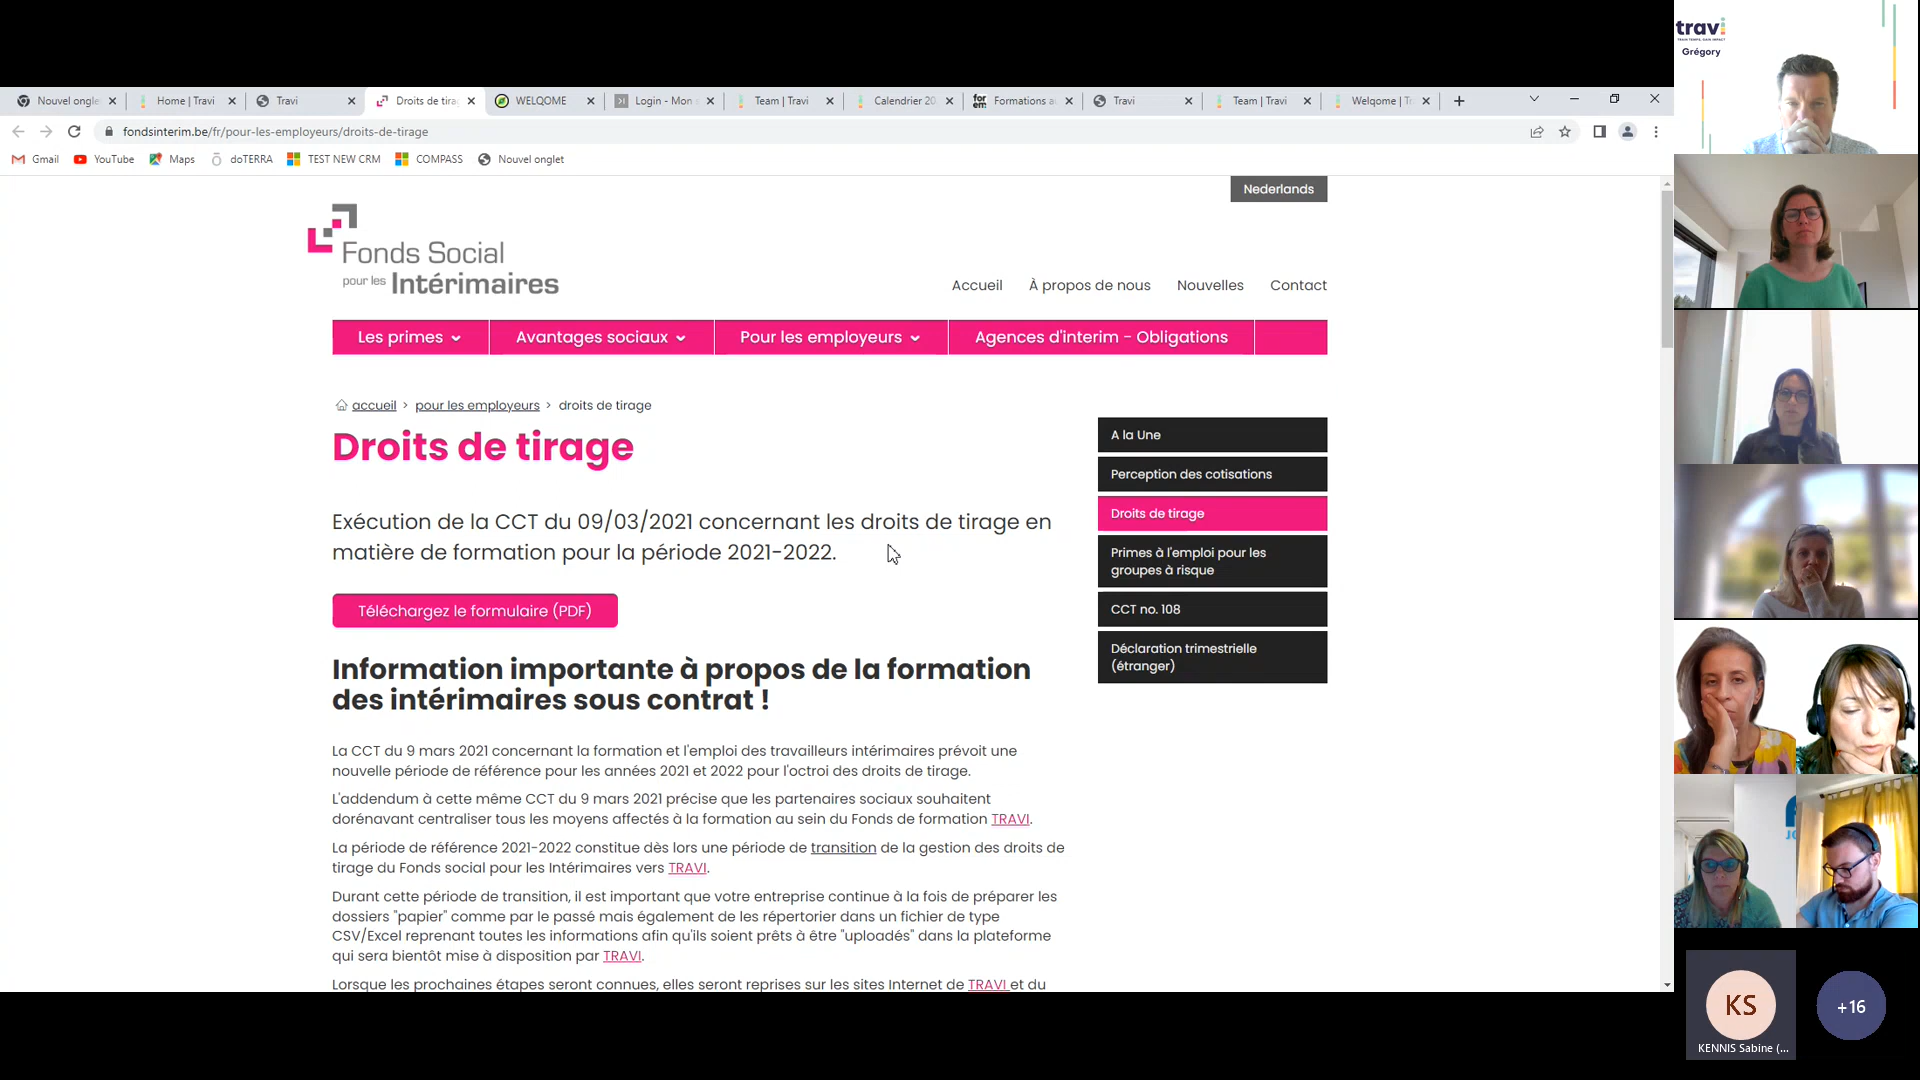 Nouvel ongle
Home | Travi
Travi
Droits de tira
WELQOME
Login - Mon
Team | Travi
Calendrier 20
Formations a
Travi
Team | Travi
Welqome | T
fondsinterim.be/fr/pour-les-employeurs/droits-de-tirage
Gmail
YouTube
Maps
doTERRA
TEST NEW CRM
COMPASS
Nouvel onglet
Nederlands
Fonds Social
pour les Intérimaires
Accueil
À propos de nous
Nouvelles
Contact
Les primes
Avantages sociaux
Pour les employeurs
Agences d'interim - Obligations
accueil > pour les employeurs > droits de tirage
Droits de tirage
Exécution de la CCT du 09/03/2021 concernant les droits de tirage en
matière de formation pour la période 2021-2022.
Téléchargez le formulaire (PDF)
Information importante à propos de la formation
des intérimaires sous contrat !
La CCT du 9 mars 2021 concernant la formation et l'emploi des travailleurs intérimaires prévoit une
nouvelle période de référence pour les années 2021 et 2022 pour l'octroi des droits de tirage.
L'addendum à cette même CCT du 9 mars 2021 précise que les partenaires sociaux souhaitent
dorénavant centraliser tous les moyens affectés à la formation au sein du Fonds de formation TRAVI.
La période de référence 2021-2022 constitue dès lors une période de transition de la gestion des droits de
tirage du Fonds social pour les Intérimaires vers TRAVI.
Durant cette période de transition, il est important que votre entreprise continue à la fois de préparer les
dossiers "papier" comme par le passé mais également de les répertorier dans un fichier de type
CSV/Excel reprenant toutes les informations afin qu'ils soient prêts à être "uploadés" dans la plateforme
qui sera bientôt mise à disposition par TRAVI.
Lorsque les prochaines étapes seront connues, elles seront reprises sur les sites Internet de TRAVI et du
A la Une
Perception des cotisations
Droits de tirage
Primes à l'emploi pour les
groupes à risque
CCT no. 108
Déclaration trimestrielle
(étranger)
travi
TRAIN TEMPS, GAIN IMPACT
Grégory
KS
KENNIS Sabine (...
+16